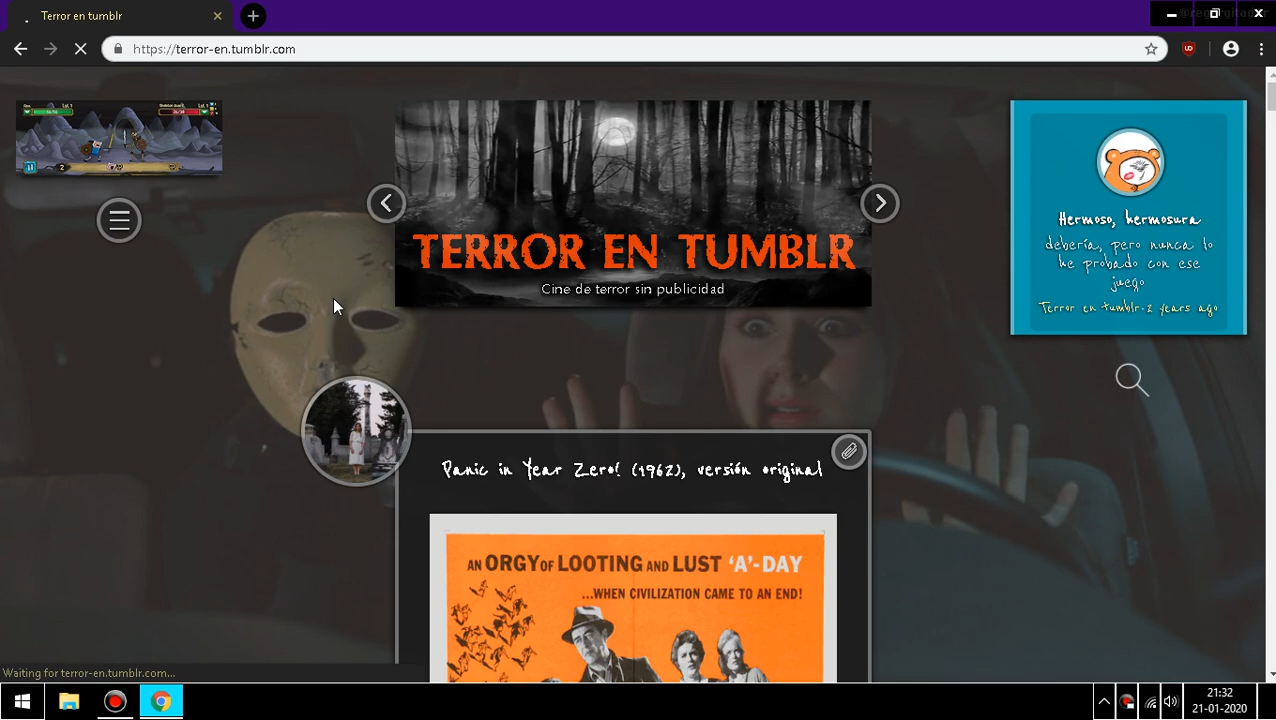 Terror en tumblr
https://terror-en.tumblr.com
TERROR EN TUMBLR
Cine de terror sin publicidad
Hermoso, hermosura
debería, pero nunca lo
he probado con ese
juego
Terror en tumblr·2 years ago
Panic in Year Zero! (1962), versión original
AN ORGY OF LOOTING AND LUST 'A'-DAY
...WHEN CIVILIZATION CAME TO AN END!
Waiting for terror-en.tumblr.com...
21:32
21-01-2020